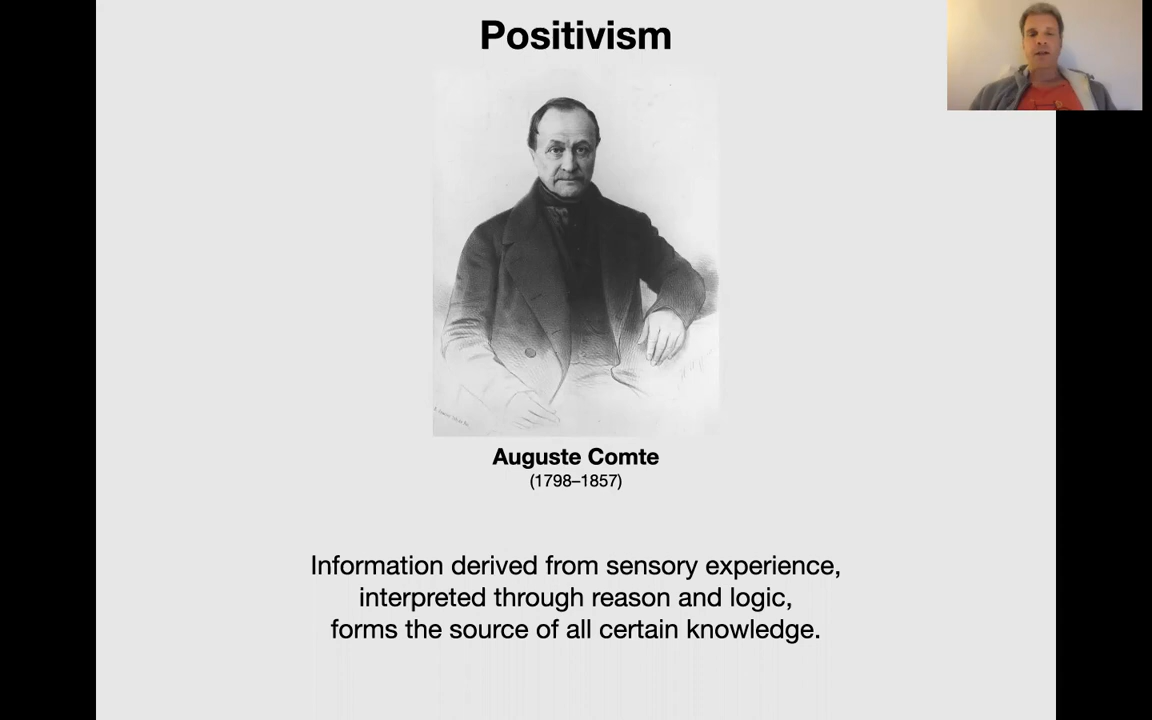 Positivism
Auguste Comte
(1798–1857)
Information derived from sensory experience,
interpreted through reason and logic,
forms the source of all certain knowledge.